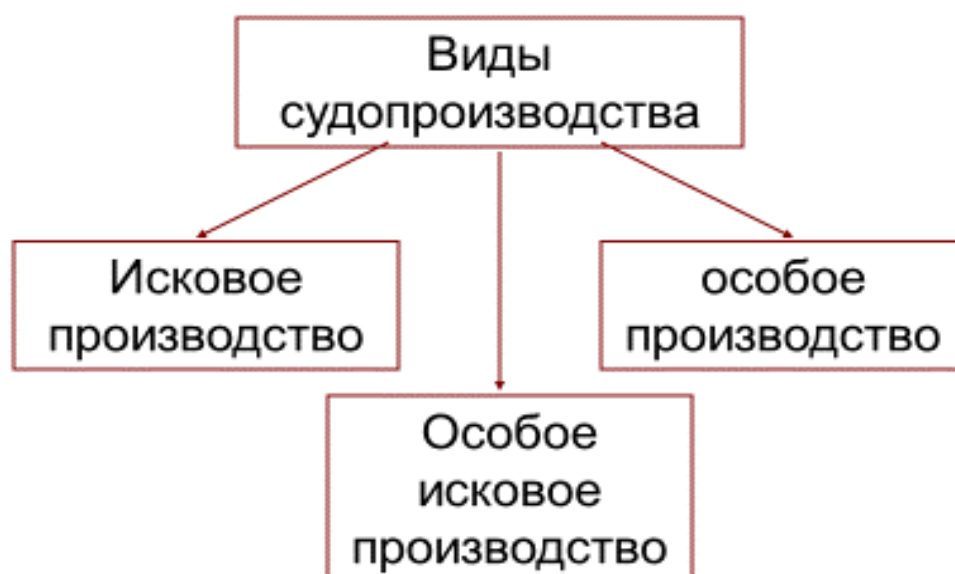 Виды
судопроизводства
Исковое
производство
особое
производство
Особое
исковое
производство